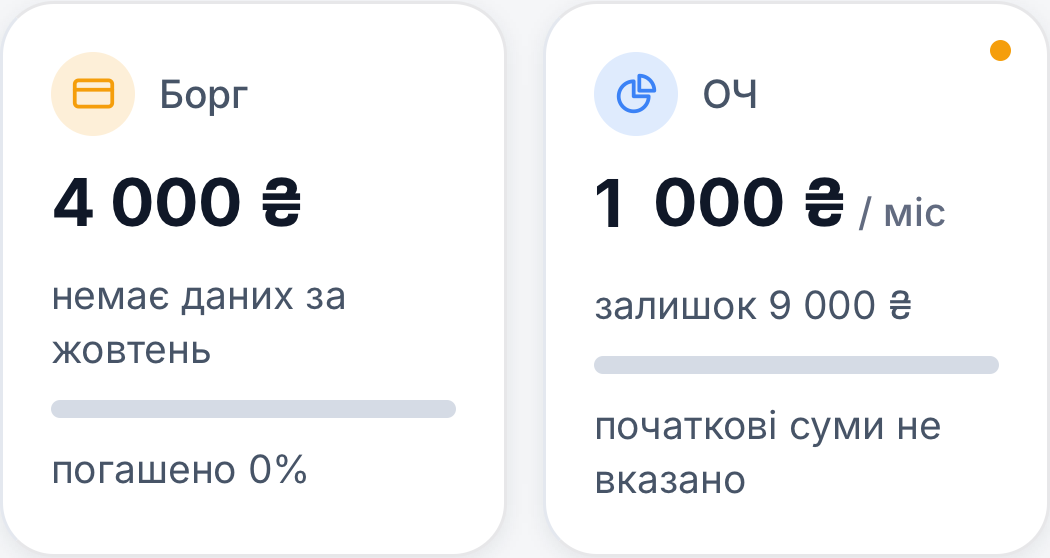 Борг
4 000 ₴
немає даних за
жовтень
погашено 0%
ОЧ
1 000 ₴ / міс
залишок 9 000 ₴
початкові суми не
вказано